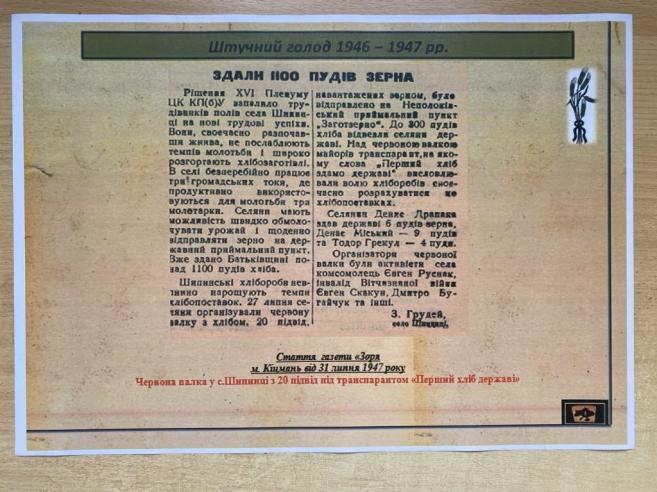 Штучний голод 1946 – 1947 рр.
ЗДАЛИ 1100 ПУДІВ ЗЕРНА
Рішення XVI Пленуму
ЦК КП(б)У запалило тру-
дівників полів села Шипин-
ці на нові трудові успіхи.
Вони, своєчасно розпочав-
ши жнива, не послаблюють
темпів молотьби і широко
розгортають хлібозаготівлі.
В селі безперебійно працює
три громадських токи, де
продуктивно використо-
вуються для молотьби три
молотарки. Селяни мають
можливість швидко обмоло-
чувати урожай і щоденно
відправляти зерно на дер-
жавний приймальний пункт.
Вже здано Батьківщині по-
над 1100 пудів хліба.
Шипинські хлібороби нев-
пинно нарощують темпи
хлібопоставок. 27 липня се-
ляни організували червону
валку з хлібом. 20 підвід,
навантажених зерном, було
відправлено на Неполоків-
ський приймальний пункт
„Заготзерно". До 300 пудів
хліба відвезли селяни дер-
жаві. Над червоною валкою
майорів транспарант, на яко-
му слова „Перший хліб
здамо державі" висловлю-
вали волю хліборобів своє-
часно розрахуватися по
хлібопоставках.
Селянин Денис Драпака
здав державі 6 пудів зерна,
Денис Міський — 9 пудів
та Тодор Грекул — 4 пуди.
Організатори червоної
валки були активісти села
комсомолець Євген Руснак,
інвалід Вітчизняної війни
Євген Скакун, Дмитро Бу-
гайчук та інші.
З. Грудей,
село Шипинці.
Стаття газети «Зоря
м. Кіцмань від 31 липня 1947 року
Червона валка у с.Шипинці з 20 підвід під транспарантом «Перший хліб державі»